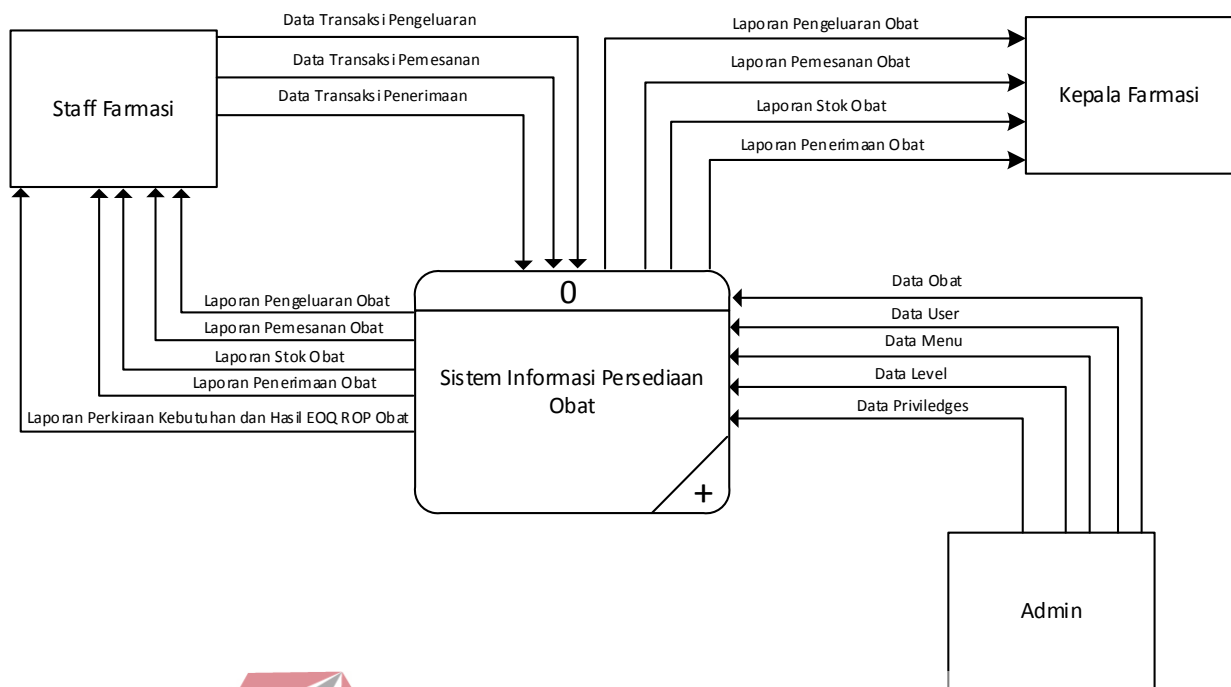 Data Transaksi Pengeluaran
Data Transaksi Pemesanan
Data Transaksi Penerimaan
Staff Farmasi
Laporan Pengeluaran Obat
Laporan Pemesanan Obat
Laporan Stok Obat
Laporan Penerimaan Obat
Kepala Farmasi
0
Sistem Informasi Persediaan
Obat
+
Laporan Pengeluaran Obat
Laporan Pemesanan Obat
Laporan Stok Obat
Laporan Penerimaan Obat
Laporan Perkiraan Kebutuhan dan Hasil EOQ ROP Obat
Data Obat
Data User
Data Menu
Data Level
Data Priviledges
Admin